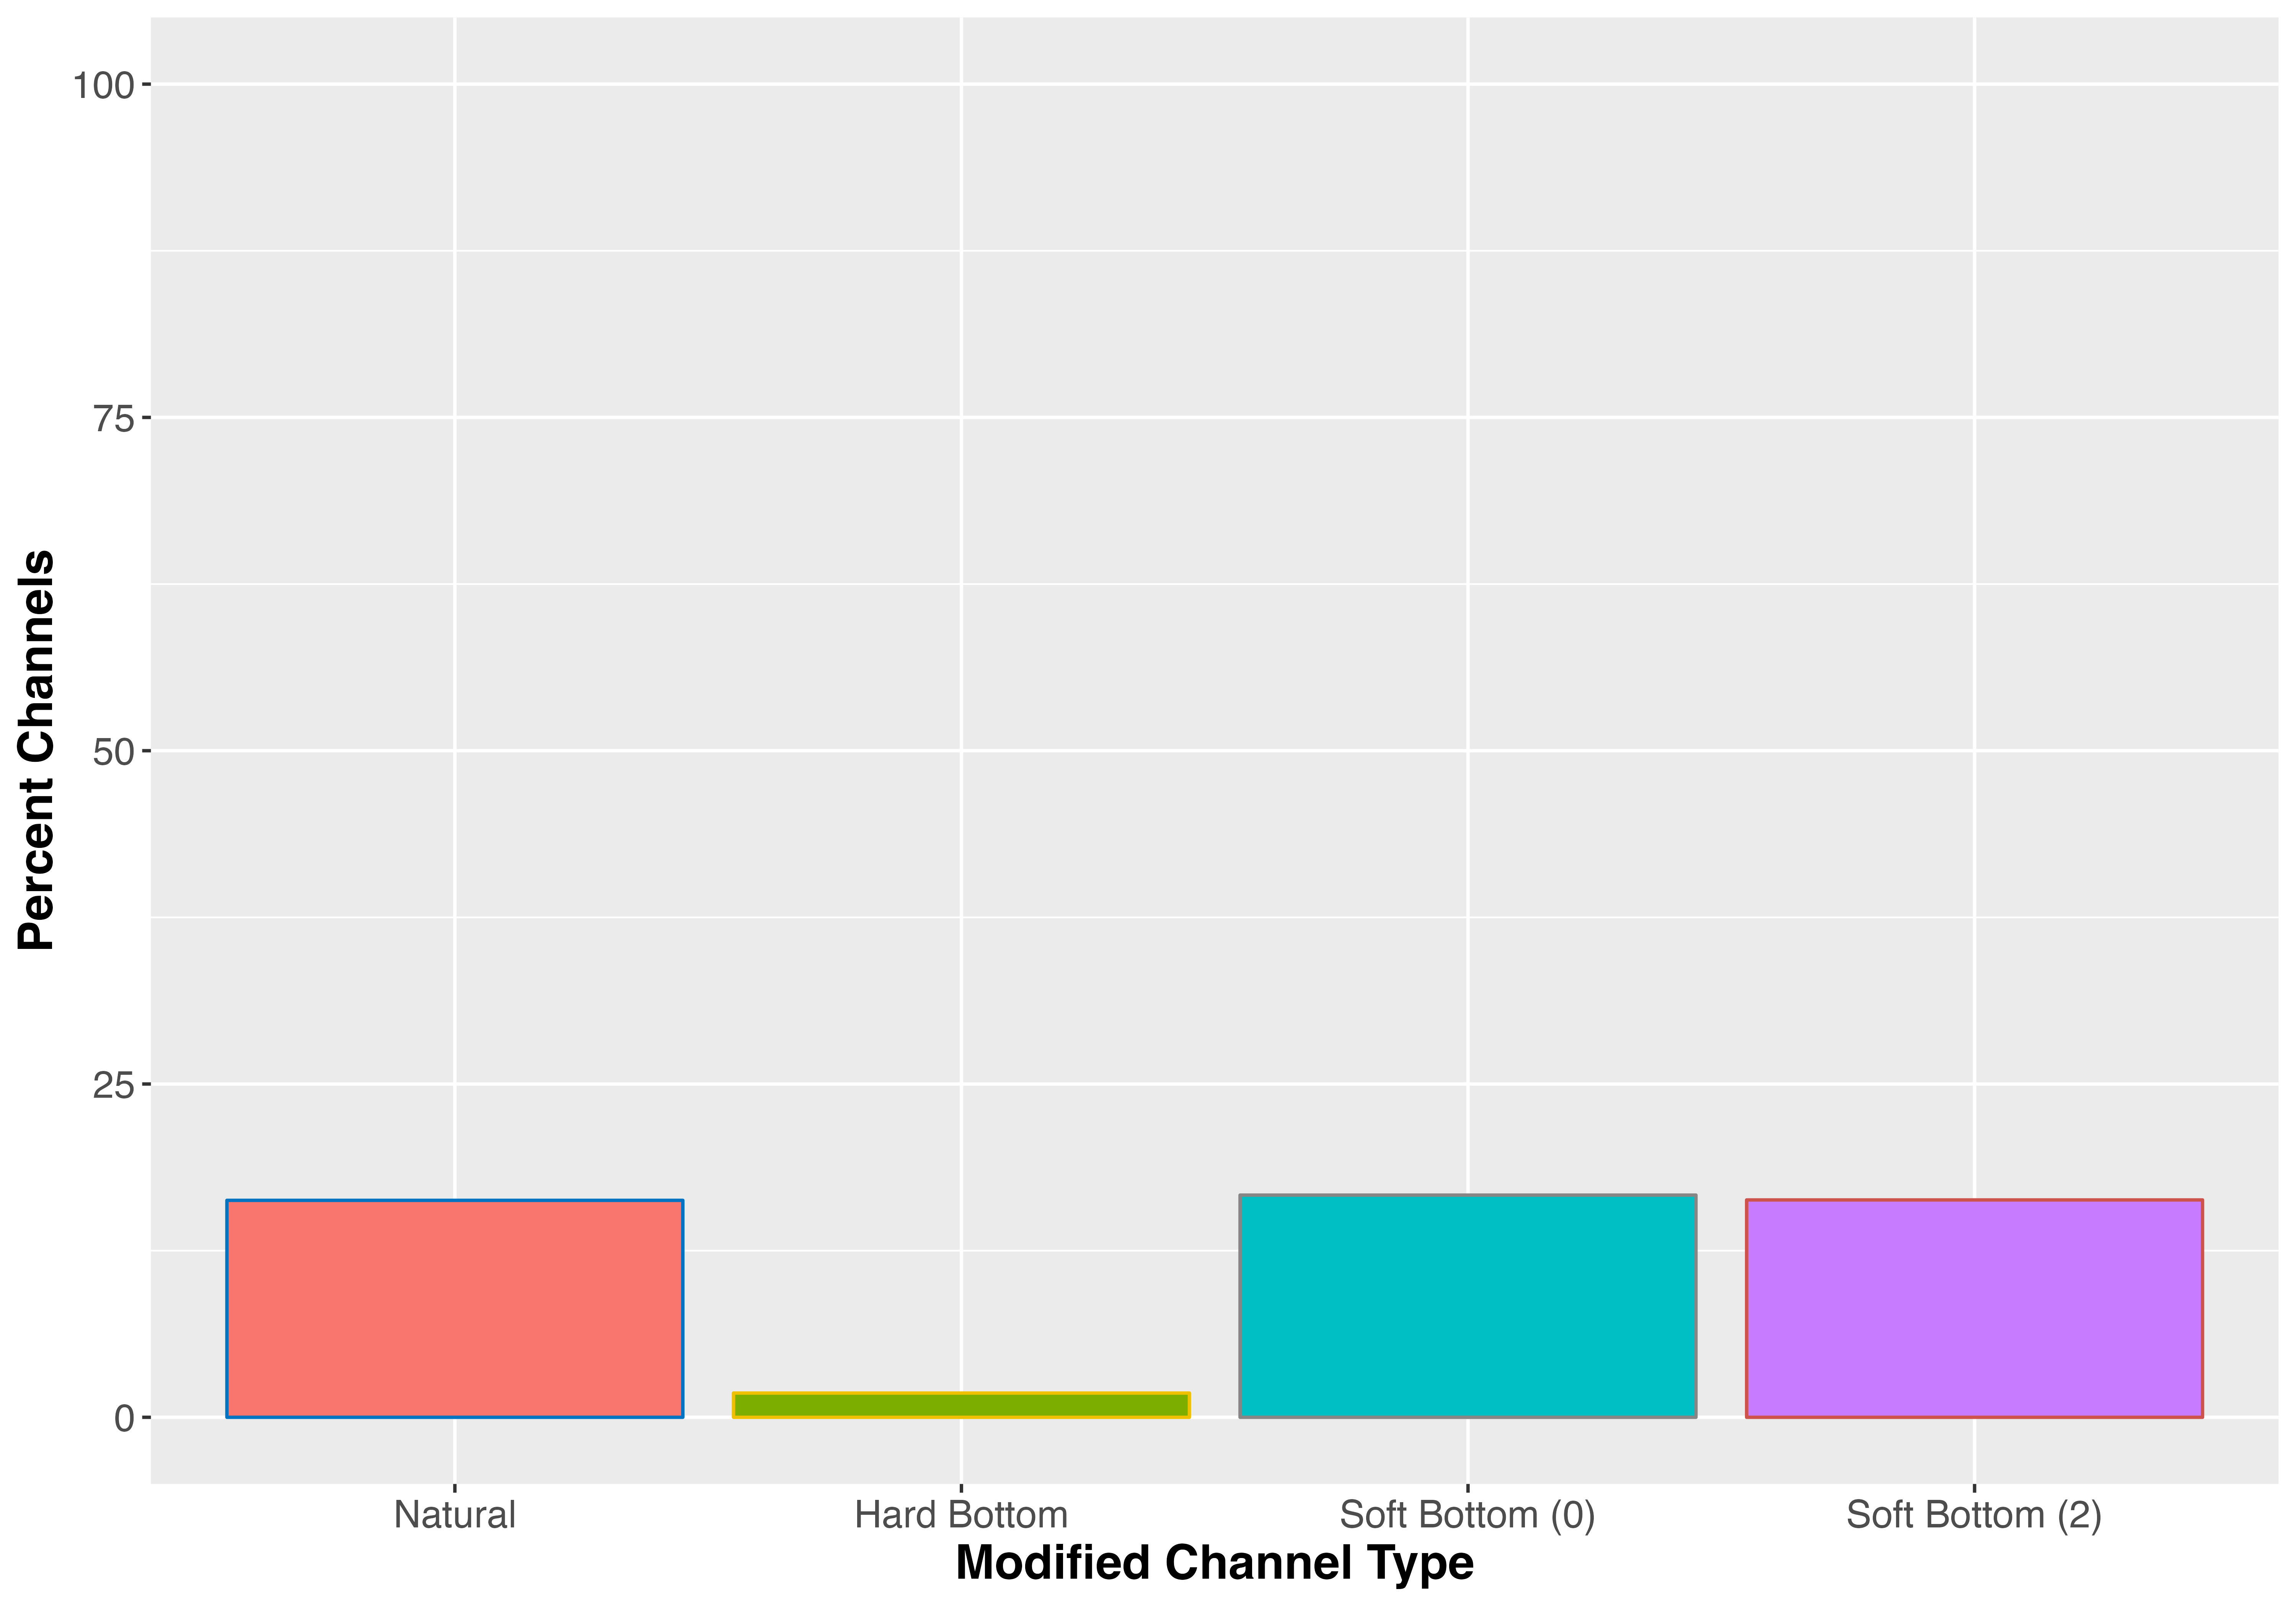 Percent Channels
100
75
50
25
0
Natural
Hard Bottom
Soft Bottom (0)
Soft Bottom (2)
Modified Channel Type